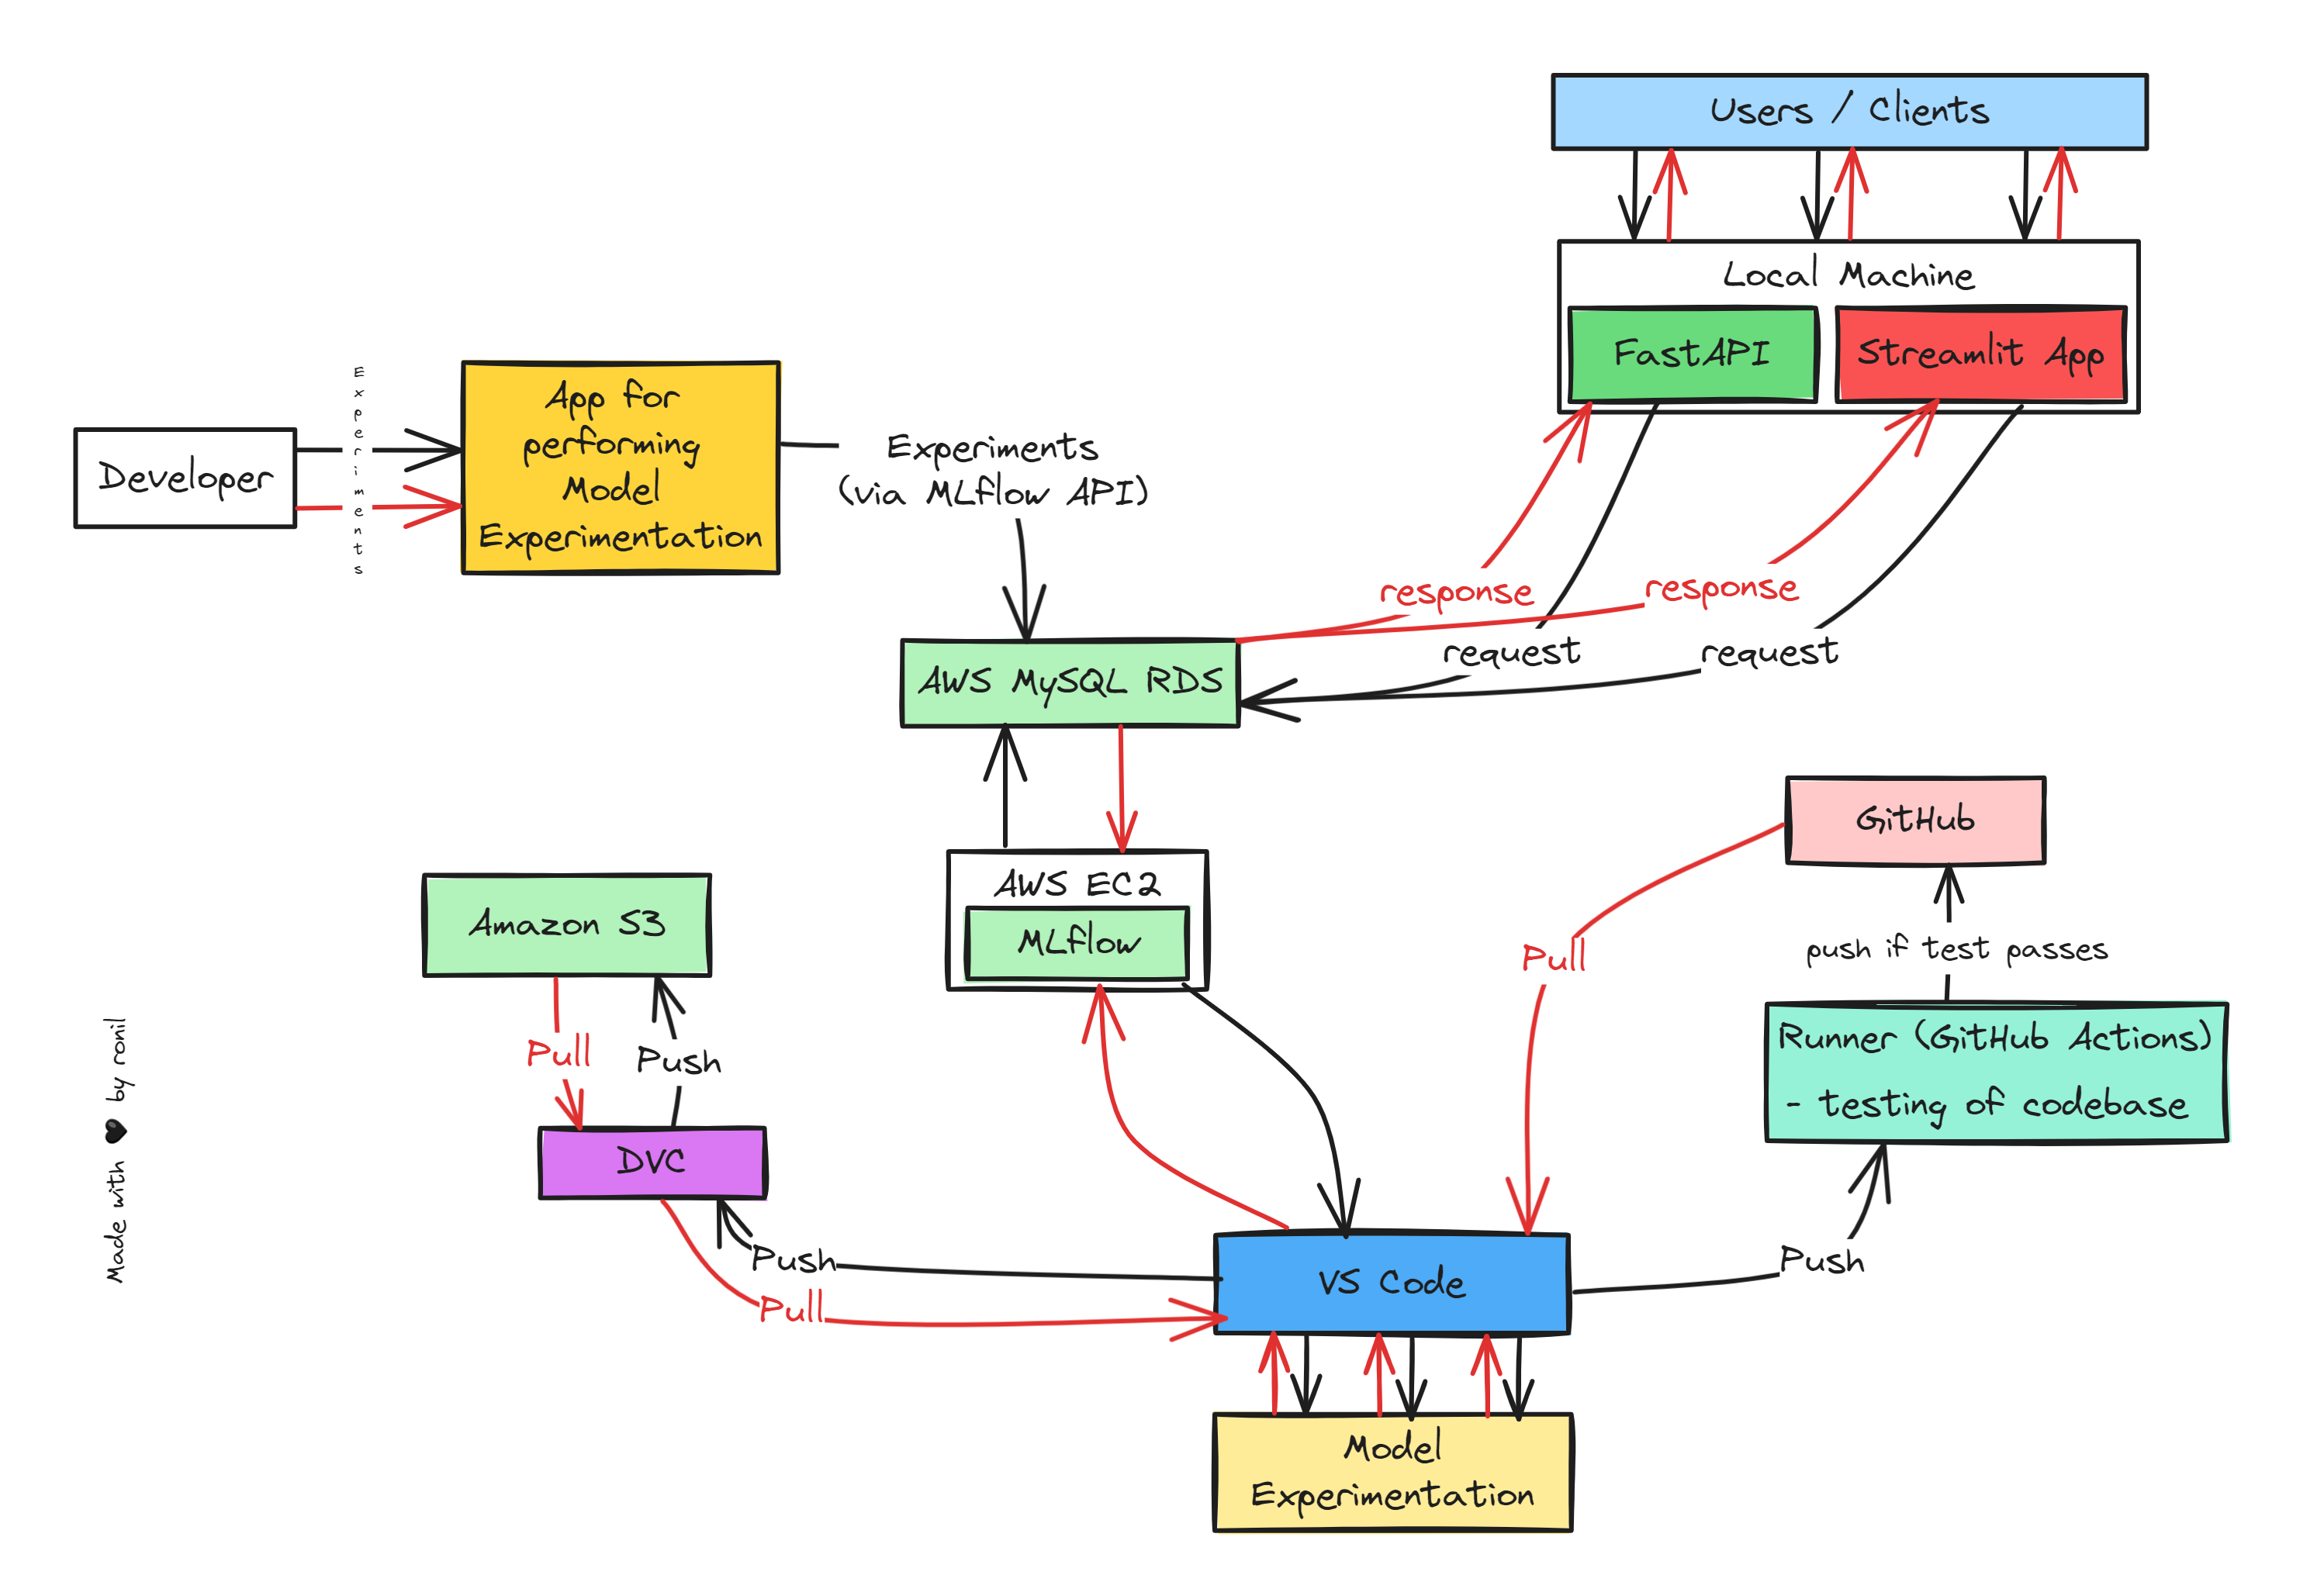 Users / Clients
Local Machine
FastAPI
Streamlit App
Developer
Experiments
App for
performing
Model
Experimentation
Experiments
(via MLflow API)
response
response
request
request
AWS MySQL RDS
GitHub
Amazon S3
AWS EC2
MLflow
Pull
push if test passes
Runner (GitHub Actions)
- testing of codebase
Pull
Push
DVC
Push
Pull
VS Code
Push
Model
Experimentation
Made with 🖤 by ronil